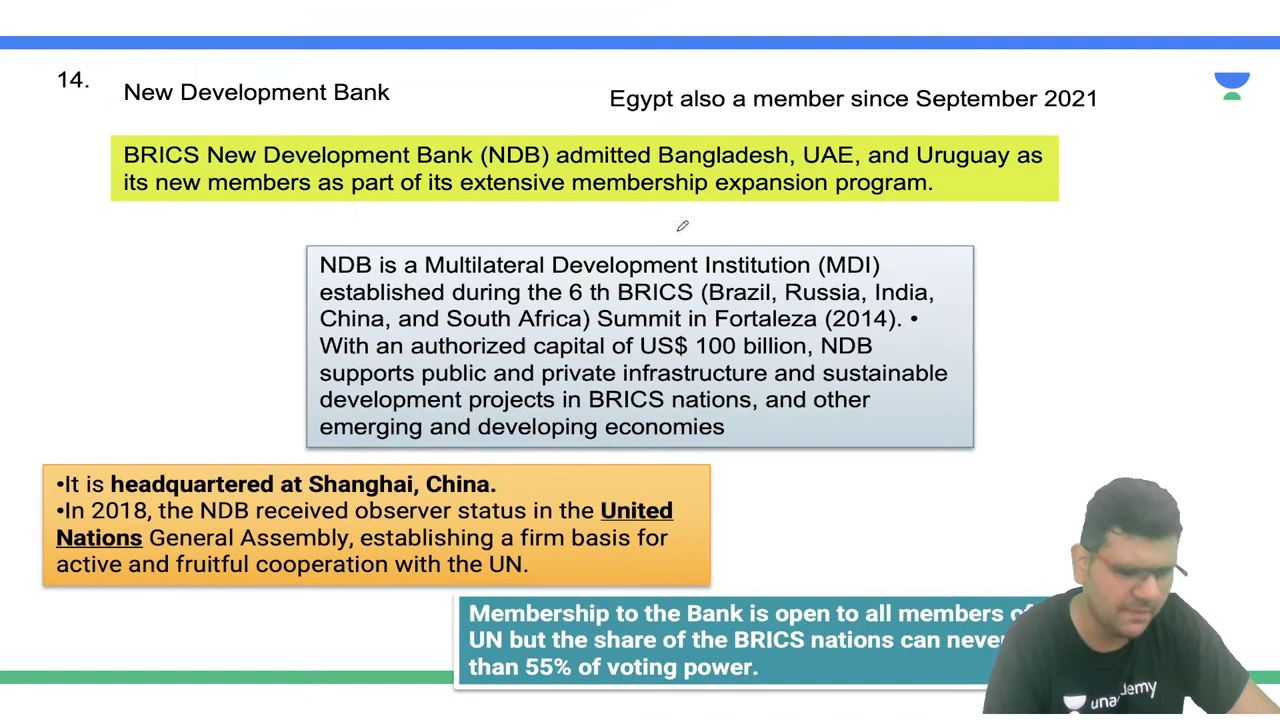 14.
New Development Bank
Egypt also a member since September 2021
BRICS New Development Bank (NDB) admitted Bangladesh, UAE, and Uruguay as
its new members as part of its extensive membership expansion program.
NDB is a Multilateral Development Institution (MDI)
established during the 6 th BRICS (Brazil, Russia, India,
China, and South Africa) Summit in Fortaleza (2014). •
With an authorized capital of US$ 100 billion, NDB
supports public and private infrastructure and sustainable
development projects in BRICS nations, and other
emerging and developing economies
•It is headquartered at Shanghai, China.
•In 2018, the NDB received observer status in the United
Nations General Assembly, establishing a firm basis for
active and fruitful cooperation with the UN.
Membership to the Bank is open to all members of
UN but the share of the BRICS nations can never
than 55% of voting power.
unacademy